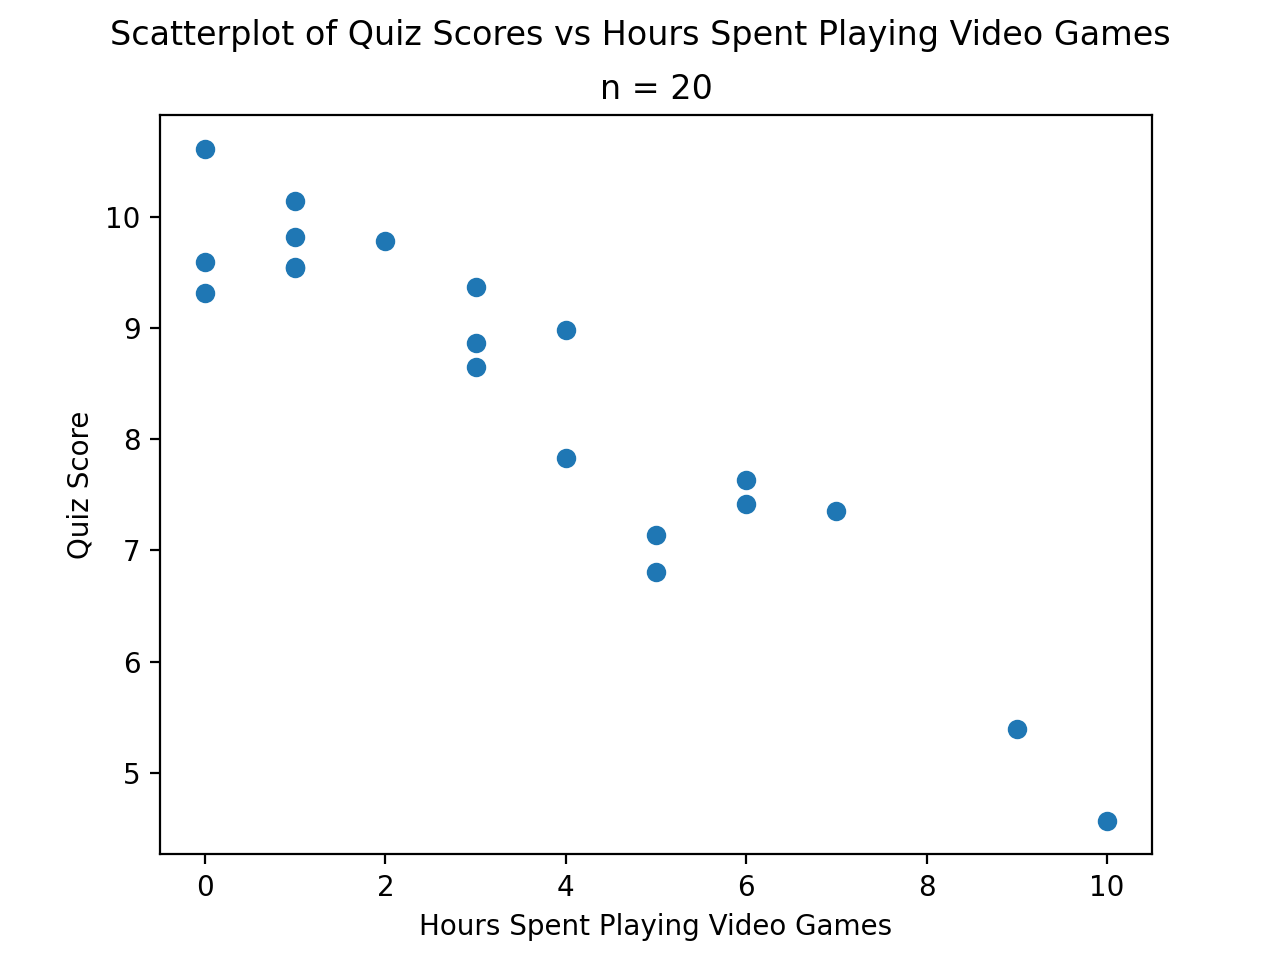 Scatterplot of Quiz Scores vs Hours Spent Playing Video Games
n = 20
10
9
8
7
6
5
Quiz Score
0 2 4 6 8 10
Hours Spent Playing Video Games